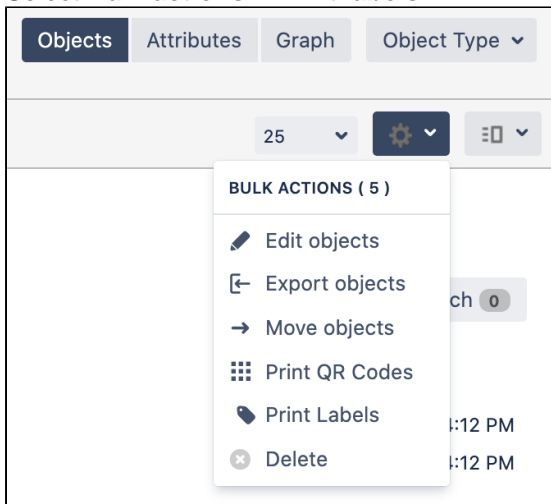 Objects Attributes Graph Object Type
25
BULK ACTIONS ( 5 )
Edit objects
Export objects
ch 0
Move objects
Print QR Codes
Print Labels
:12 PM
Delete
:12 PM